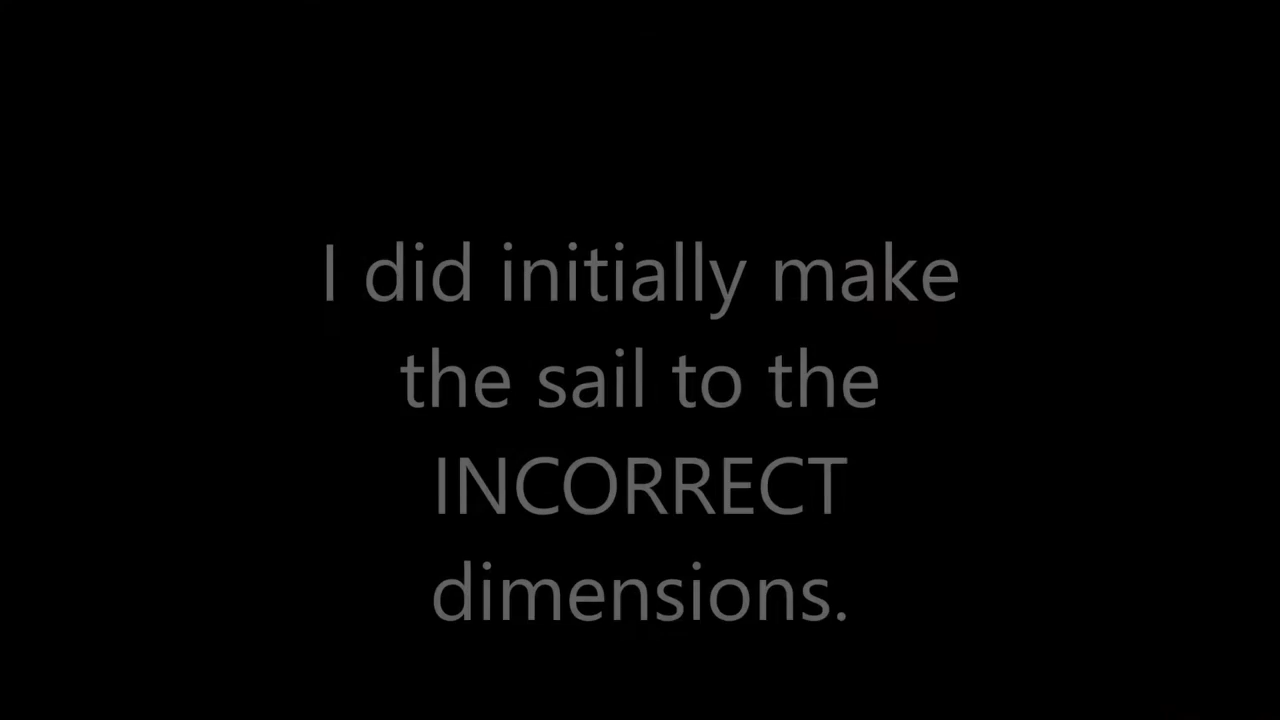 I did initially make
the sail to the
INCORRECT
dimensions.